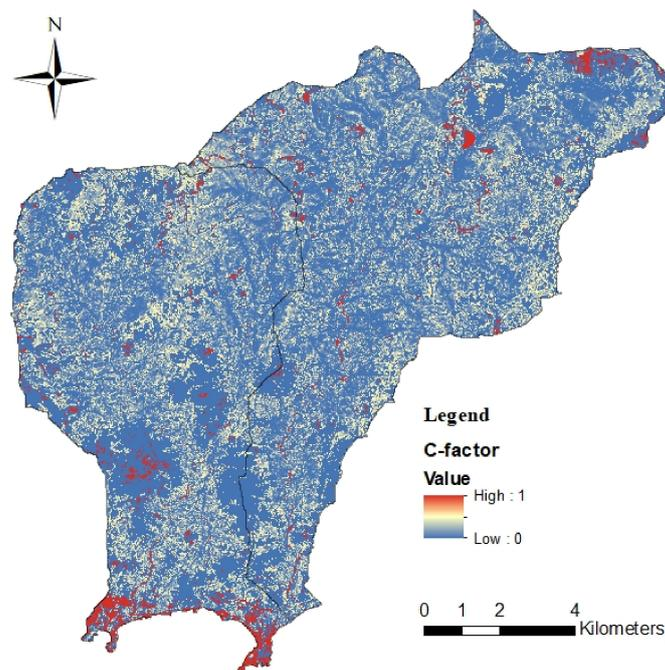 N
Legend
C-factor
Value
High : 1
Low : 0
0 1 2 4
Kilometers